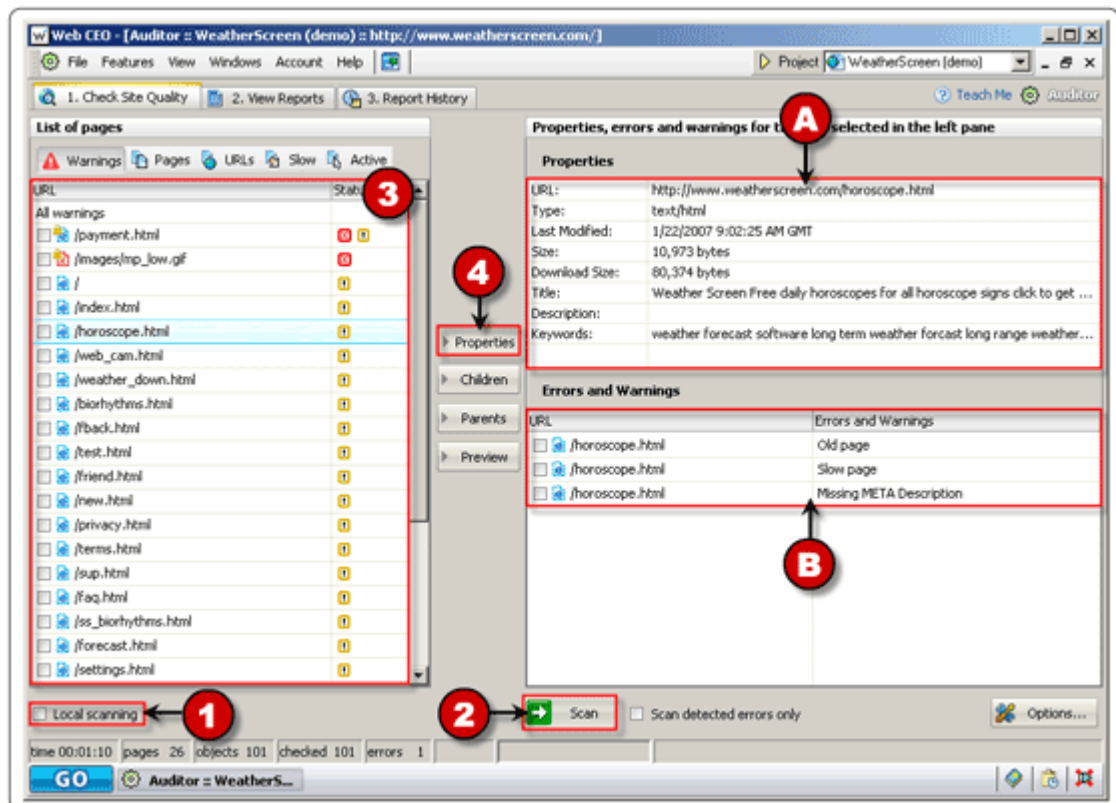 Web CEO - [Auditor :: WeatherScreen (demo) :: http://www.weatherscreen.com/]
File Features View Windows Account Help
Project WeatherScreen (demo)
1. Check Site Quality 2. View Reports 3. Report History
Teach Me Auditor
List of pages
Warnings Pages URLs Slow Active
URL
3
All warnings
/payment.html
/images/mp_low.gif
/
/index.html
/horoscope.html
/web_cam.html
/weather_down.html
/biorhythms.html
/fback.html
/test.html
/friend.html
/new.html
/privacy.html
/terms.html
/sup.html
/faq.html
/ss_biorhythms.html
/forecast.html
/settings.html
4
Properties
Children
Parents
Preview
Properties, errors and warnings for selected in the left pane
A
Properties
URL: http://www.weatherscreen.com/horoscope.html
Type: text/html
Last Modified: 1/22/2007 9:02:25 AM GMT
Size: 10,973 bytes
Download Size: 80,374 bytes
Title: Weather Screen Free daily horoscopes for all horoscope signs click to get ...
Description:
Keywords: weather forecast software long term weather forcast long range weather...
Errors and Warnings
URL Errors and Warnings
/horoscope.html Old page
/horoscope.html Slow page
/horoscope.html Missing META Description
B
Local scanning
1
2
Scan
Scan detected errors only
Options...
time 00:01:10 pages 26 objects 101 checked 101 errors 1
GO Auditor :: WeatherS...